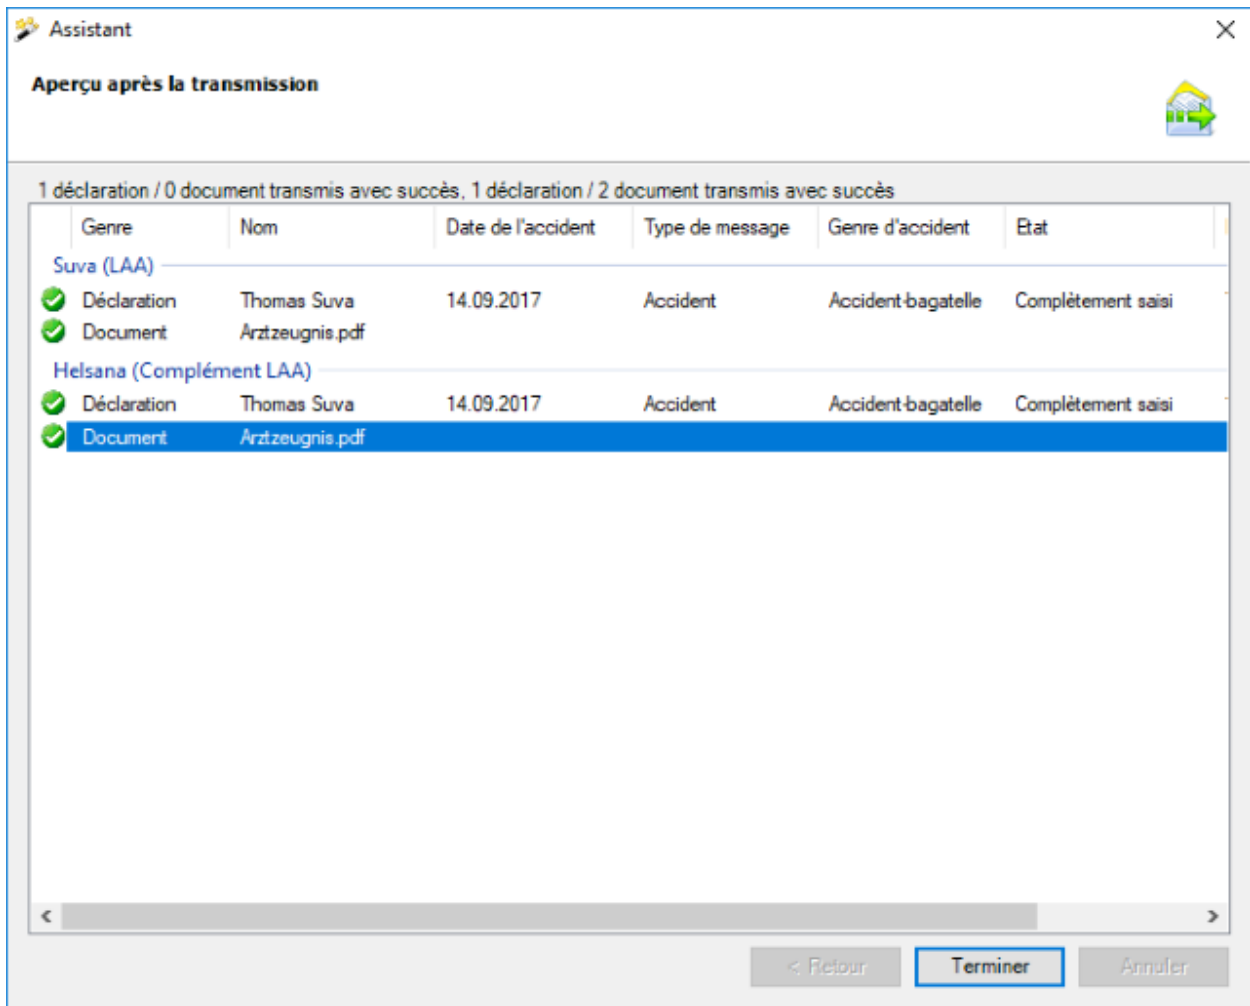 Assistant
Aperçu après la transmission
1 déclaration / 0 document transmis avec succès, 1 déclaration / 2 document transmis avec succès
Genre Nom Date de l'accident Type de message Genre d'accident Etat
Suva (LAA)
Déclaration Thomas Suva 14.09.2017 Accident Accident-bagatelle Complètement saisi
Document Arztzeugnis.pdf
Helsana (Complément LAA)
Déclaration Thomas Suva 14.09.2017 Accident Accident-bagatelle Complètement saisi
Document Arztzeugnis.pdf
< Retour Terminer Annuler